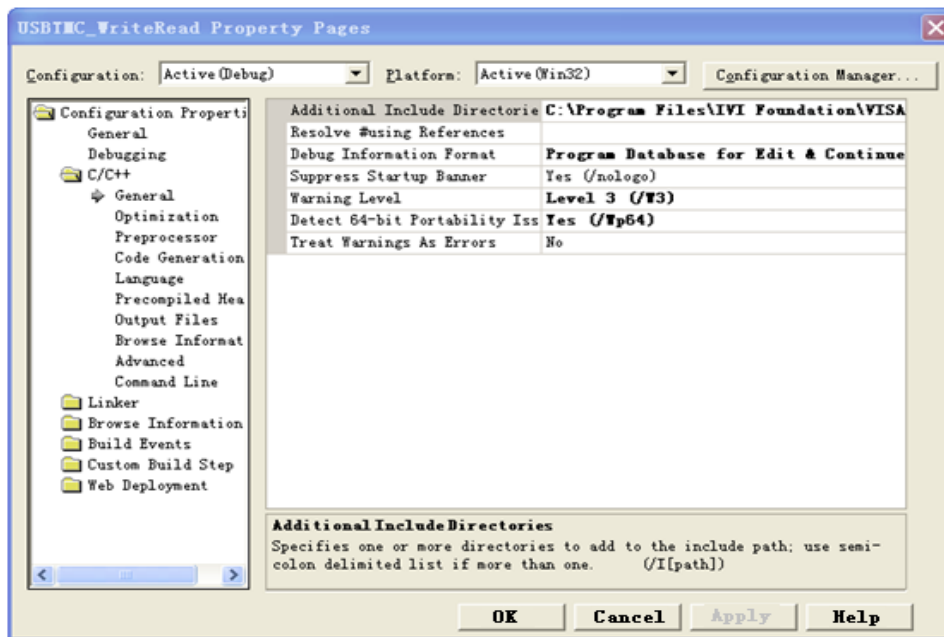 USBTMC_WriteRead Property Pages
Configuration: Active(Debug) Platform: Active(Win32) Configuration Manager...
Configuration Properti
General
Debugging
C/C++
General
Optimization
Preprocessor
Code Generation
Language
Precompiled Hea
Output Files
Browse Informat
Advanced
Command Line
Linker
Browse Information
Build Events
Custom Build Step
Web Deployment
Additional Include Directorie C:\Program Files\IVI Foundation\VISA
Resolve #using References
Debug Information Format Program Database for Edit & Continue
Suppress Startup Banner Yes (/nologo)
Warning Level Level 3 (/W3)
Detect 64-bit Portability Iss Yes (/Wp64)
Treat Warnings As Errors No
Additional Include Directories
Specifies one or more directories to add to the include path; use semi-
colon delimited list if more than one. (/I[path])
OK Cancel Apply Help